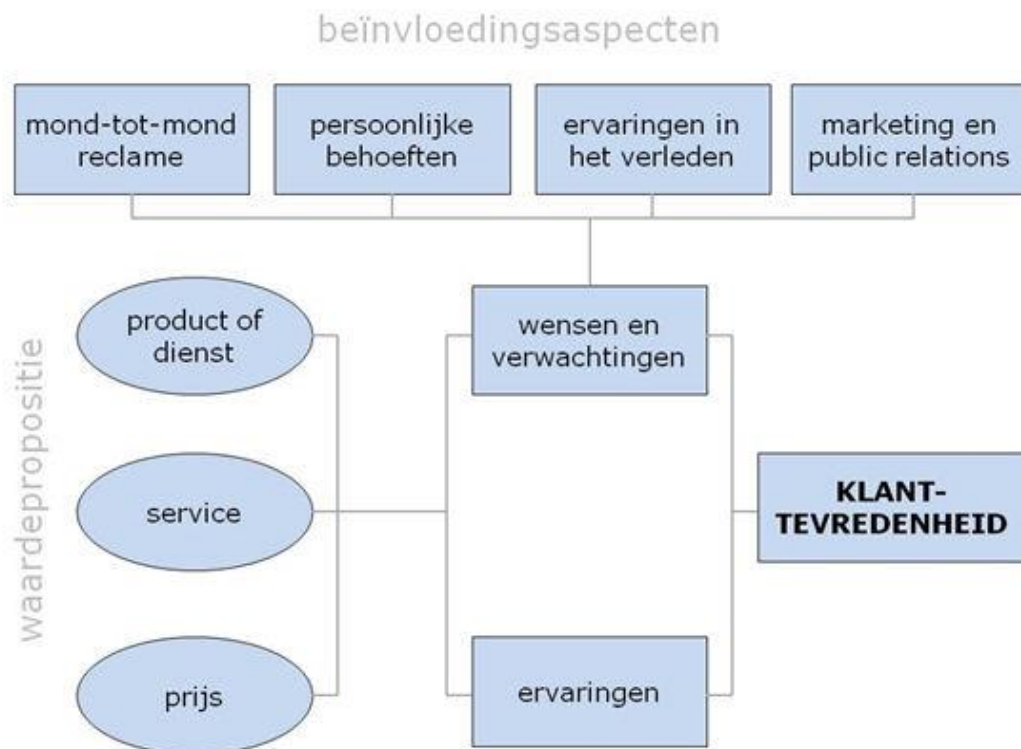 beïnvloedingsaspecten
mond-tot-mond
reclame
persoonlijke
behoeften
ervaringen in
het verleden
marketing en
public relations
waardepropositie
product of
dienst
wensen en
verwachtingen
service
KLANT-
TEVREDENHEID
prijs
ervaringen